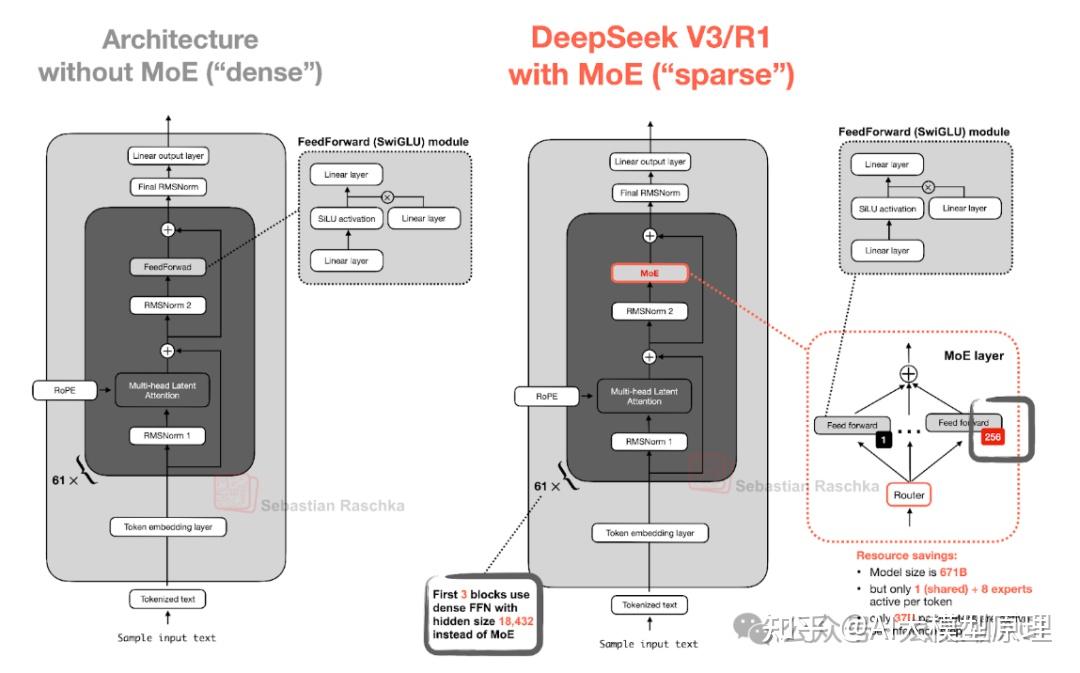 Architecture
without MoE ("dense")
Linear output layer
Final RMSNorm
FeedForwad
RMSNorm 2
RoPE
Multi-head Latent
Attention
RMSNorm 1
61 ×
Token embedding layer
Tokenized text
Sample input text
FeedForward (SwiGLU) module
Linear layer
SiLU activation
Linear layer
Linear layer
Sebastian Raschka
DeepSeek V3/R1
with MoE ("sparse")
Linear output layer
Final RMSNorm
MoE
RMSNorm 2
RoPE
Multi-head Latent
Attention
RMSNorm 1
61 ×
Token embedding layer
Tokenized text
Sample input text
First 3 blocks use
dense FFN with
hidden size 18,432
instead of MoE
Sebastian Raschka
FeedForward (SwiGLU) module
Linear layer
SiLU activation
Linear layer
Linear layer
MoE layer
Feed forward
1
...
Feed forward
256
Router
Resource savings:
• Model size is 671B
• but only 1 (shared) + 8 experts
active per token
• only 37B
知乎 @AI大模型原理